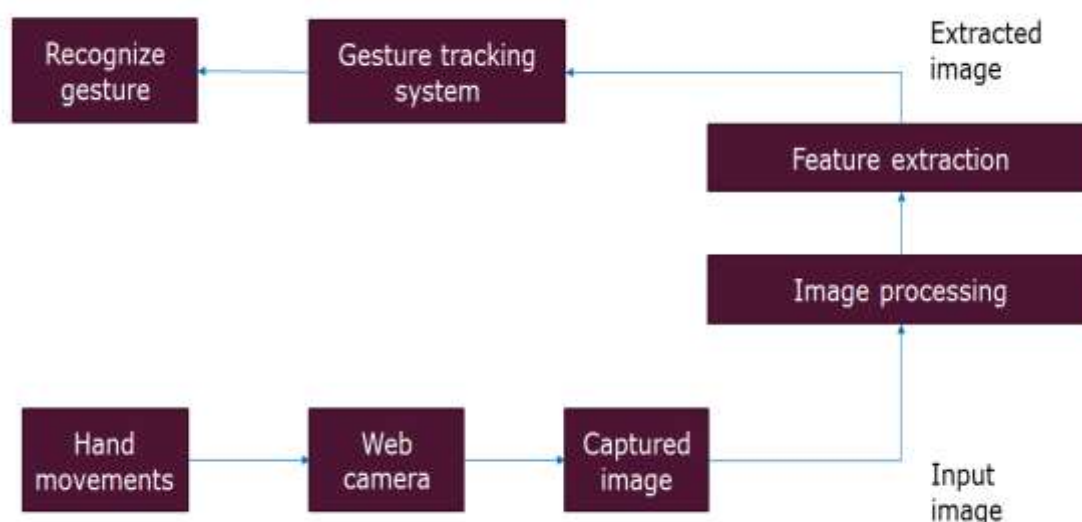 Recognize
gesture
Gesture tracking
system
Extracted
image
Feature extraction
Image processing
Hand
movements
Web
camera
Captured
image
Input
image